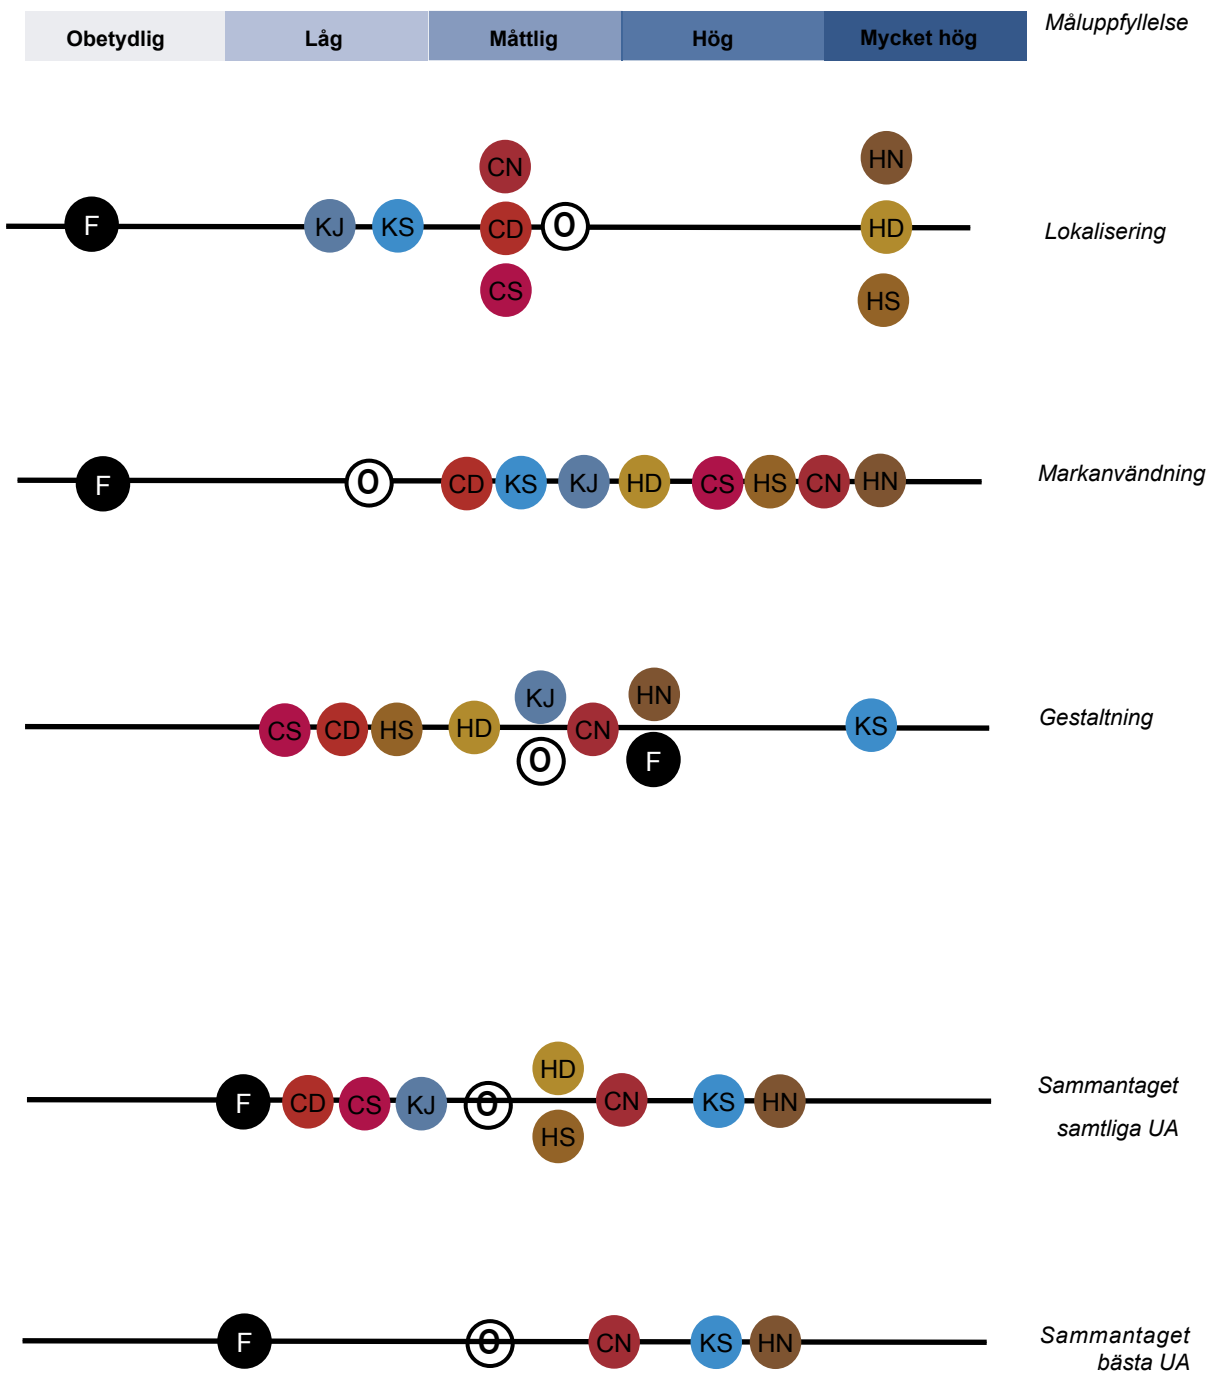 Obetydlig Låg Måttlig Hög Mycket hög Måluppfyllelse
CN HN
F KJ KS CD O HD Lokalisering
CS HS
F O CD KS KJ HD CS HS CN HN Markanvändning
KJ HN
CS CD HS HD CN KS Gestaltning
O F
HD
F CD CS KJ O CN KS HN Sammantaget
HS samtliga UA
F O CN KS HN Sammantaget
bästa UA